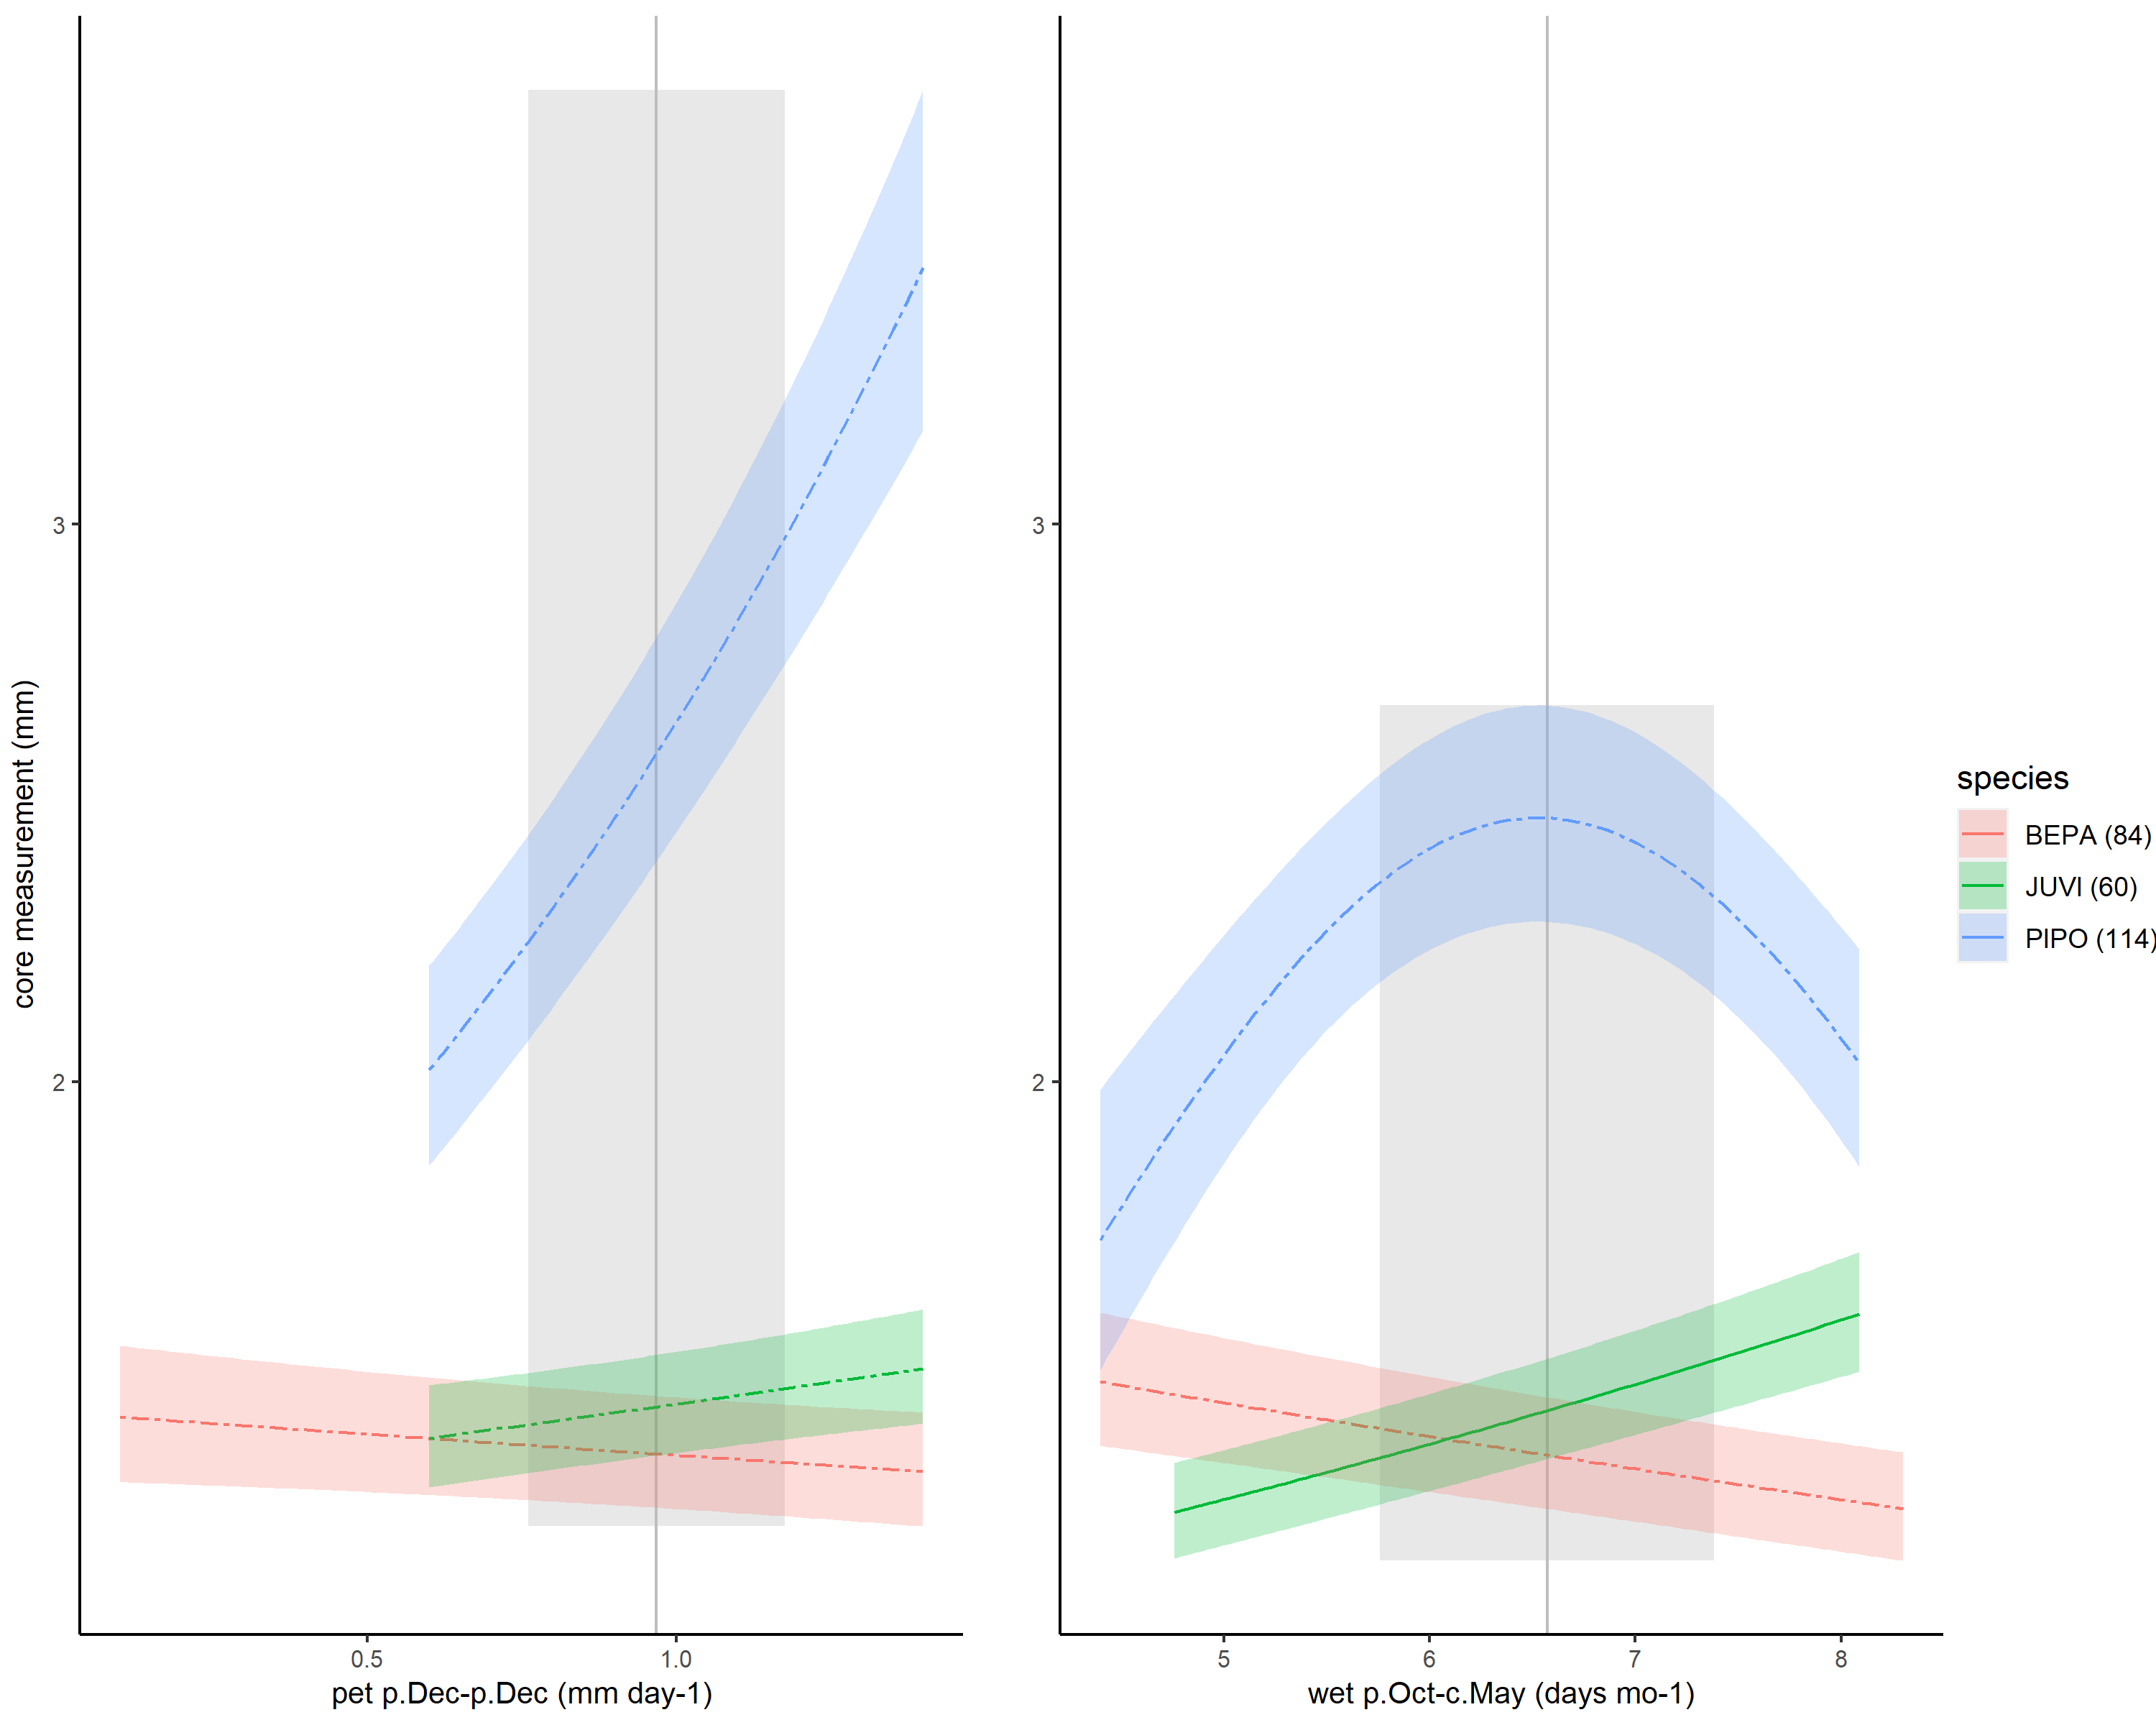 core measurement (mm)
3
2
0.5 1.0
pet p.Dec-p.Dec (mm day-1)
3
2
5 6 7 8
wet p.Oct-c.May (days mo-1)
species
BEPA (84)
JUVI (60)
PIPO (114)